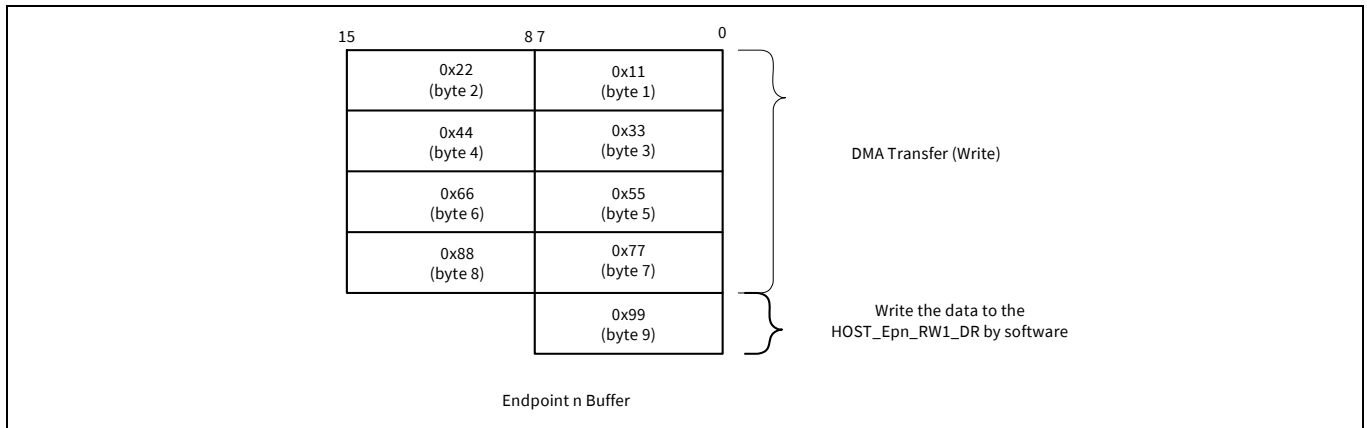 15 8 7 0
0x22 0x11
(byte 2) (byte 1)
0x44 0x33
(byte 4) (byte 3)
DMA Transfer (Write)
0x66 0x55
(byte 6) (byte 5)
0x88 0x77
(byte 8) (byte 7)
0x99
(byte 9)
Write the data to the
HOST_Epn_RW1_DR by software
Endpoint n Buffer